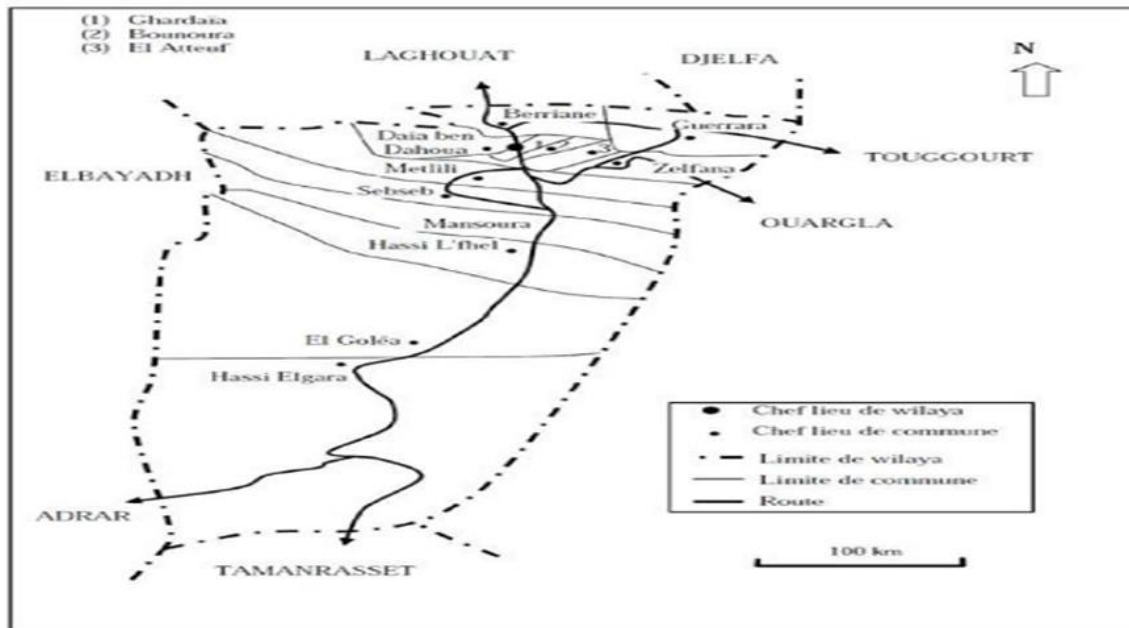 (1) Ghardaïa
(2) Bounoura
(3) El Atteuf
N
LAGHOUAT
DJELFA
Berriane
Guerrara
Daïa ben
Dahoua
1
2
3
TOUGGOURT
Metlili
Zelfana
ELBAYADH
Sebseb
OUARGLA
Mansoura
Hassi L'fhel
El Goléa
Hassi Elgara
Chef lieu de wilaya
Chef lieu de commune
Limite de wilaya
Limite de commune
Route
ADRAR
100 km
TAMANRASSET